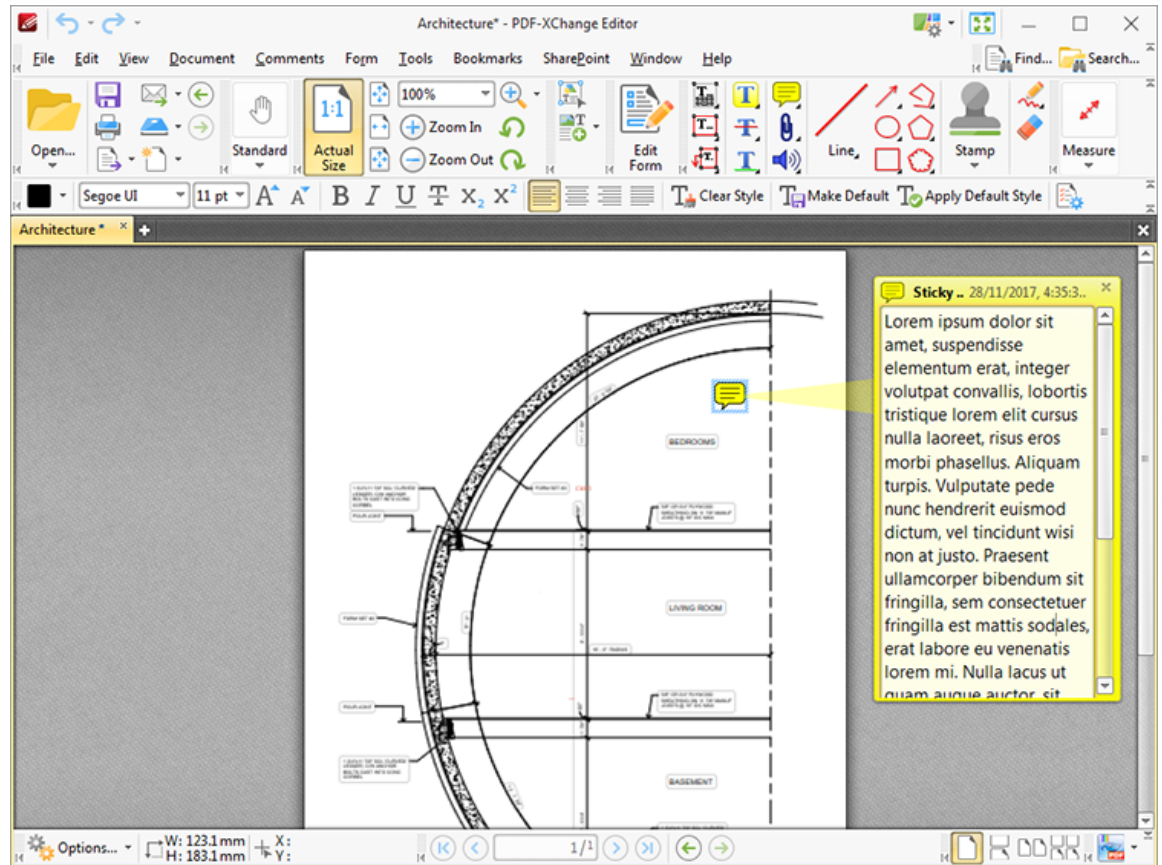 Architecture* - PDF-XChange Editor
File Edit View Document Comments Form Tools Bookmarks SharePoint Window Help
Find... Search...
Open...
Standard
1:1
Actual Size
100%
Zoom In
Zoom Out
Edit Form
Line
Stamp
Measure
Segoe UI 11 pt
Clear Style Make Default Apply Default Style
Architecture *
Sticky .. 28/11/2017, 4:35:3..
Lorem ipsum dolor sit
amet, suspendisse
elementum erat, integer
volutpat convallis, lobortis
tristique lorem elit cursus
nulla laoreet, risus eros
morbi phasellus. Aliquam
turpis. Vulputate pede
nunc hendrerit euismod
dictum, vel tincidunt wisi
non at justo. Praesent
ullamcorper bibendum sit
fringilla, sem consectetuer
fringilla est mattis sodales,
erat labore eu venenatis
lorem mi. Nulla lacus ut
quam augue auctor, sit
BEDROOMS
LIVING ROOM
BASEMENT
Options...
W: 123.1 mm
H: 183.1 mm
X:
Y:
1/1